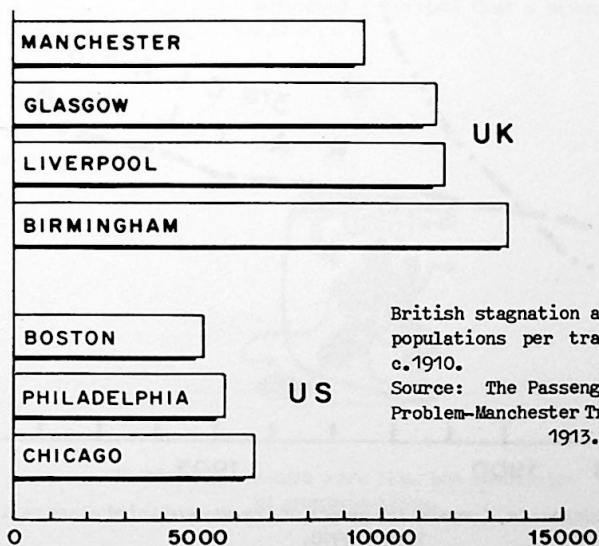 MANCHESTER
GLASGOW
LIVERPOOL
BIRMINGHAM
UK
BOSTON
PHILADELPHIA
CHICAGO
US
British stagnation a
populations per tra
c.1910.
Source: The Passeng
Problem-Manchester Tr
1913.
0 5000 10000 15000